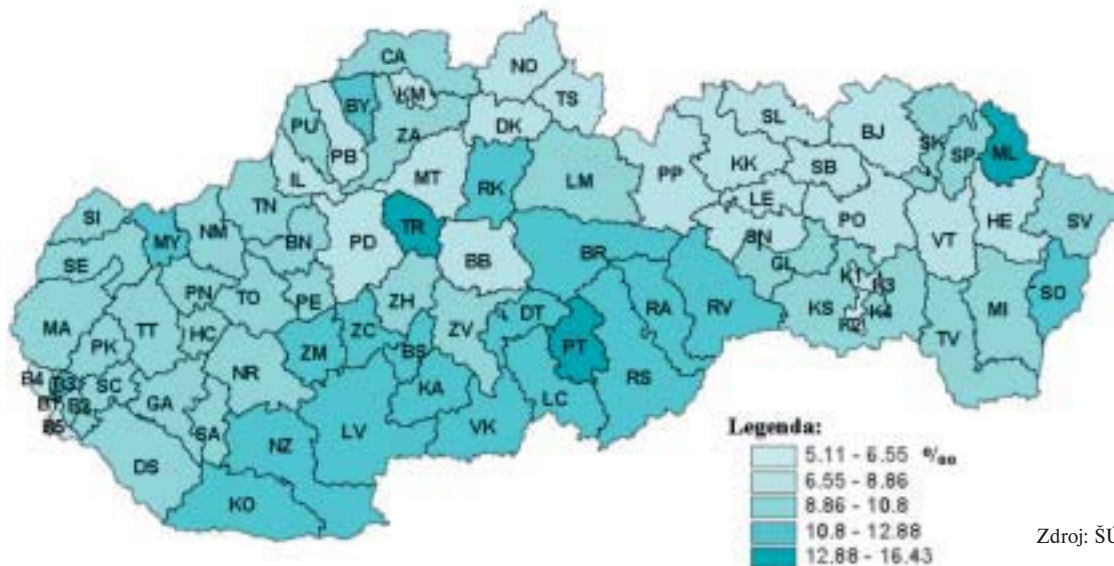 CA
NO
TS
KM
BY
PU
PB
ZA
DK
IL
MT
RK
LM
PP
SL
BJ
KK
SB
SK
SP
ML
LE
PO
SN
VT
HE
SV
GL
K1
K3
K4
KS
MI
SO
TV
SI
MY
NM
TN
BN
PD
TR
BB
BR
RA
RV
SE
PN
TO
PE
ZH
MA
TT
HC
PK
ZM
ZC
BS
ZV
DT
PT
RS
B4
SC
NR
KA
LC
GA
SA
LV
VK
NZ
DS
KO
Legenda:
5.11 - 6.55 %00
6.55 - 8.86
8.86 - 10.8
10.8 - 12.88
12.88 - 16.43
Zdroj: ŠÚ